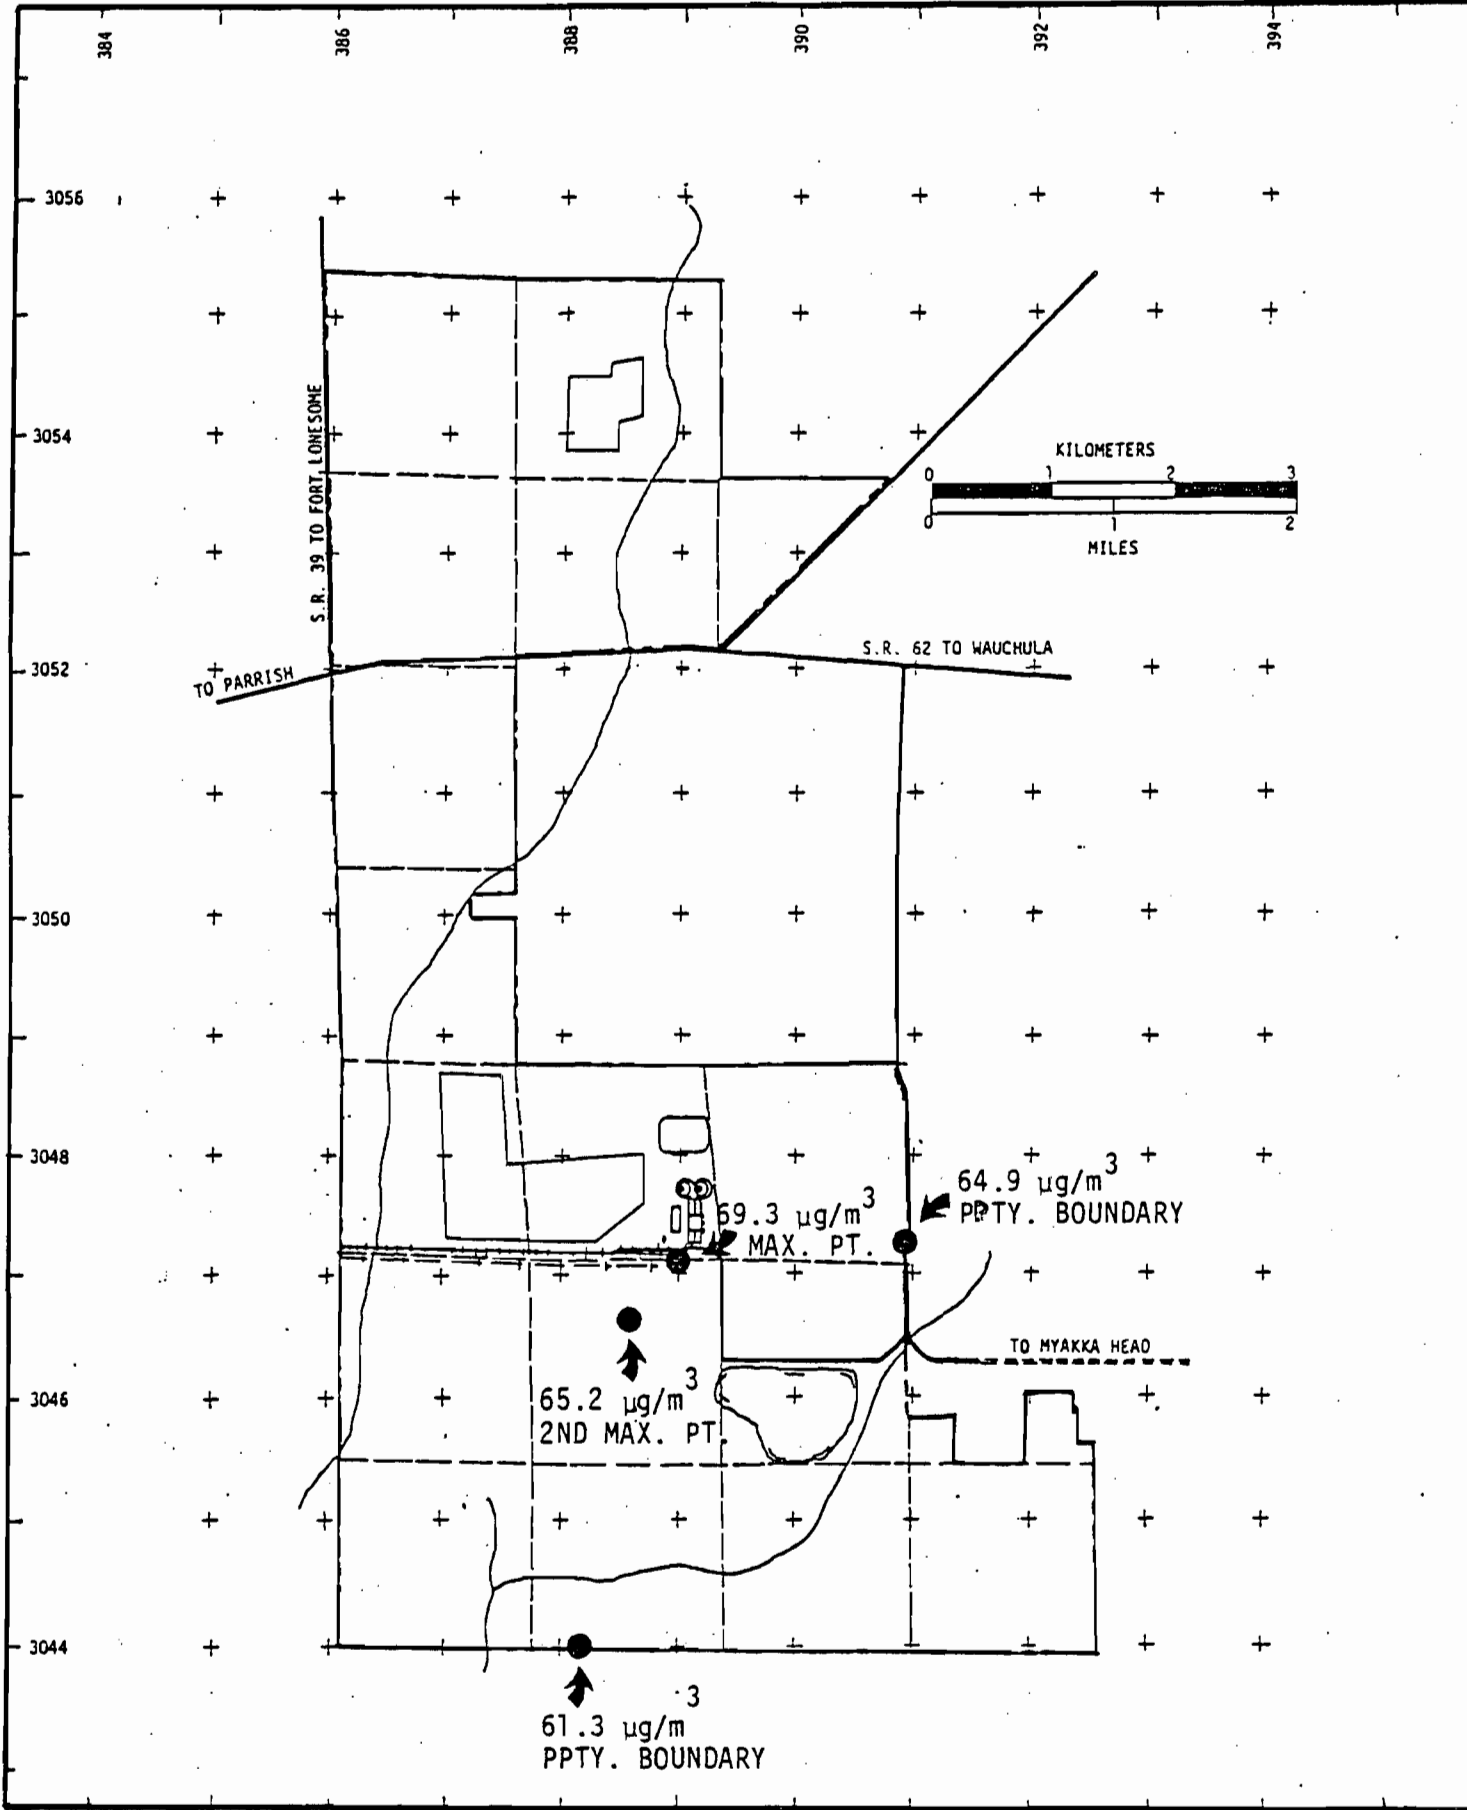 384
386
388
390
392
394
3056
3054
S.R. 39 TO FORT LONESOME
KILOMETERS
0 1 2 3
0 1 2
MILES
S.R. 62 TO WAUCHULA
3052
TO PARRISH
3050
3048
64.9 µg/m³
PPTY. BOUNDARY
69.3 µg/m³
MAX. PT.
TO MYAKKA HEAD
3046
65.2 µg/m³
2ND MAX. PT.
3044
61.3 µg/m³
PPTY. BOUNDARY